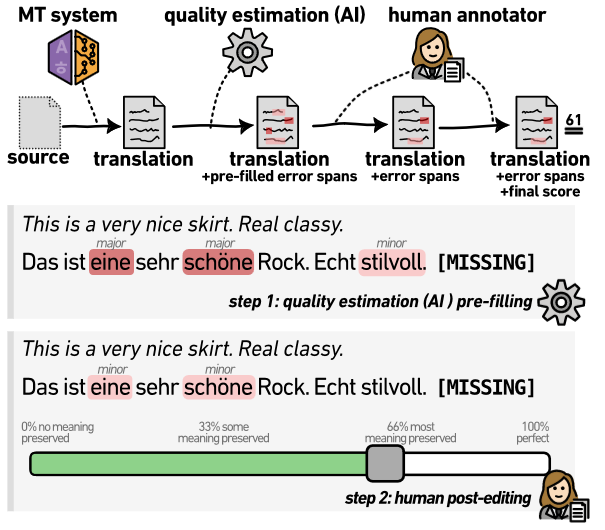 MT system
quality estimation (AI)
human annotator
A
61
source
translation
translation
+pre-filled error spans
translation
+error spans
translation
+error spans
+final score
This is a very nice skirt. Real classy.
major
major
minor
Das ist eine sehr schöne Rock. Echt stilvoll. [MISSING]
step 1: quality estimation (AI ) pre-filling
This is a very nice skirt. Real classy.
minor
minor
Das ist eine sehr schöne Rock. Echt stilvoll. [MISSING]
0% no meaning
preserved
33% some
meaning preserved
66% most
meaning preserved
100%
perfect
step 2: human post-editing